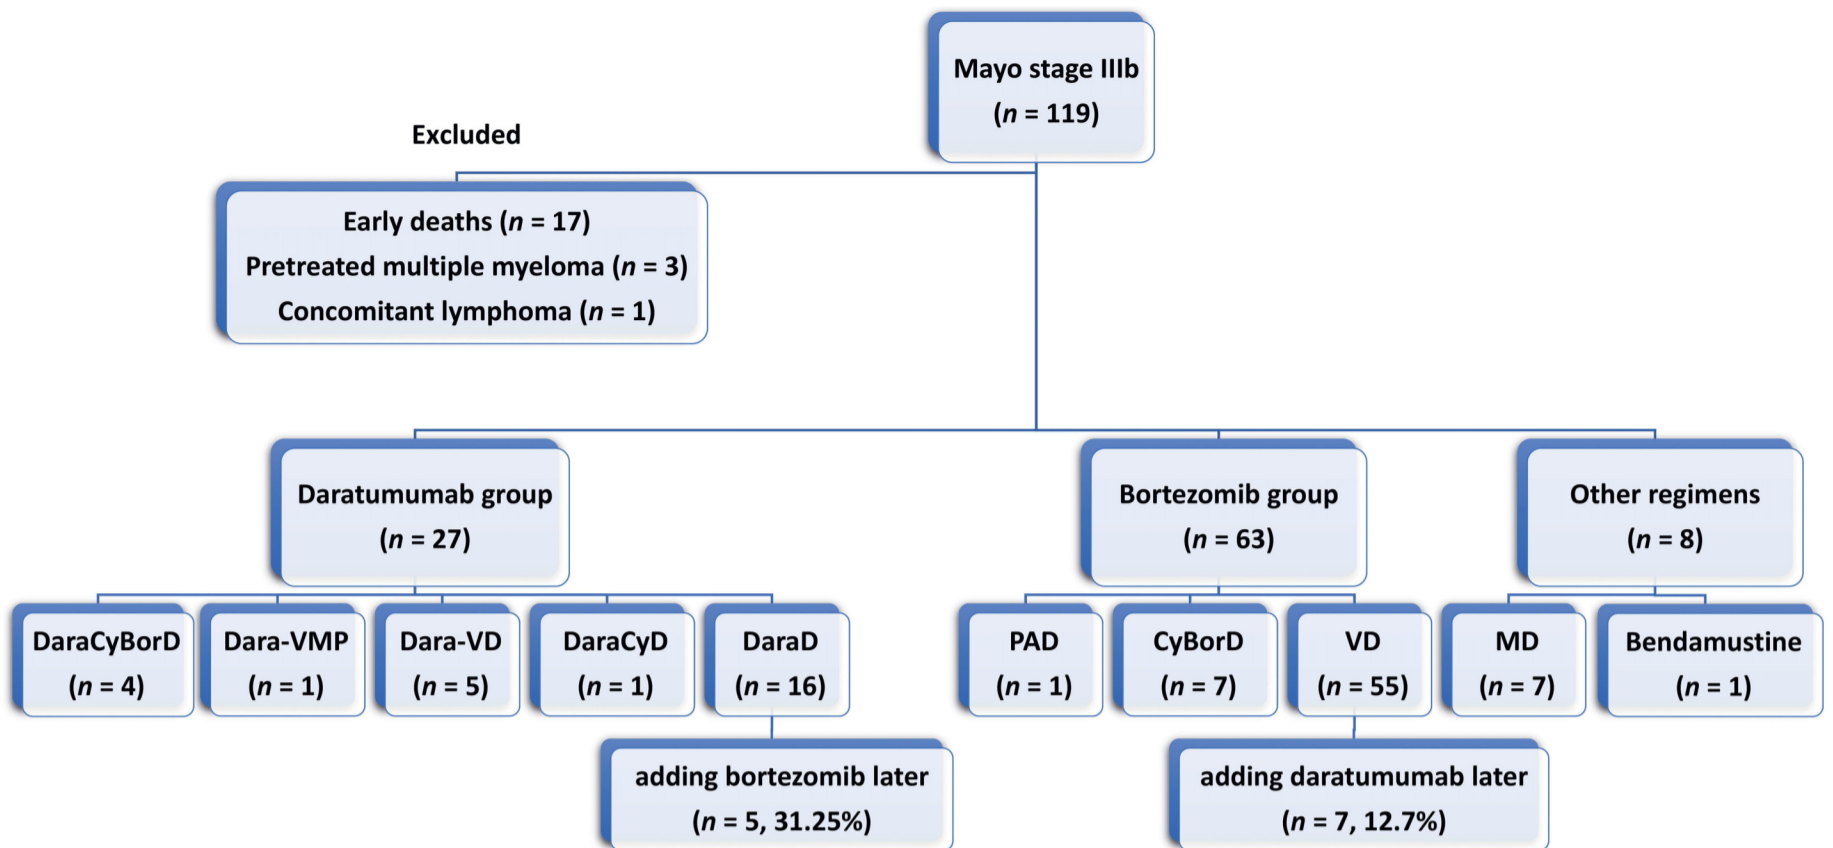 Mayo stage IIIb
(n = 119)
Excluded
Early deaths (n = 17)
Pretreated multiple myeloma (n = 3)
Concomitant lymphoma (n = 1)
Daratumumab group
(n = 27)
Bortezomib group
(n = 63)
Other regimens
(n = 8)
DaraCyBorD
(n = 4)
Dara-VMP
(n = 1)
Dara-VD
(n = 5)
DaraCyD
(n = 1)
DaraD
(n = 16)
PAD
(n = 1)
CyBorD
(n = 7)
VD
(n = 55)
MD
(n = 7)
Bendamustine
(n = 1)
adding bortezomib later
(n = 5, 31.25%)
adding daratumumab later
(n = 7, 12.7%)